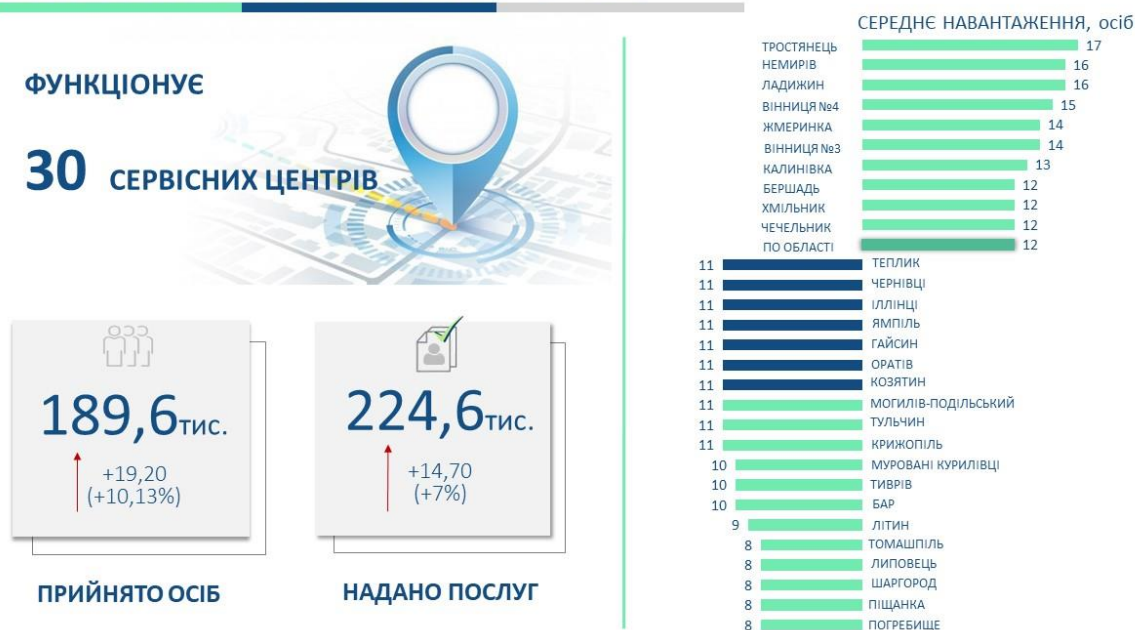 ФУНКЦІОНУЄ
30 СЕРВІСНИХ ЦЕНТРІВ
189,6тис.
+19,20
(+10,13%)
ПРИЙНЯТО ОСІБ
224,6тис.
+14,70
(+7%)
НАДАНО ПОСЛУГ
СЕРЕДНЄ НАВАНТАЖЕННЯ, осіб
ТРОСТЯНЕЦЬ 17
НЕМИРІВ 16
ЛАДИЖИН 16
ВІННИЦЯ №4 15
ЖМЕРИНКА 14
ВІННИЦЯ №3 14
КАЛИНІВКА 13
БЕРШАДЬ 12
ХМІЛЬНИК 12
ЧЕЧЕЛЬНИК 12
ПО ОБЛАСТІ 12
11 ТЕПЛИК
11 ЧЕРНІВЦІ
11 ІЛЛІНЦІ
11 ЯМПІЛЬ
11 ГАЙСИН
11 ОРАТІВ
11 КОЗЯТИН
11 МОГИЛІВ-ПОДІЛЬСЬКИЙ
11 ТУЛЬЧИН
11 КРИЖОПІЛЬ
10 МУРОВАНІ КУРИЛІВЦІ
10 ТИВРІВ
10 БАР
9 ЛІТИН
8 ТОМАШПІЛЬ
8 ЛИПОВЕЦЬ
8 ШАРГОРОД
8 ПІЩАНКА
8 ПОГРЕБИЩЕ